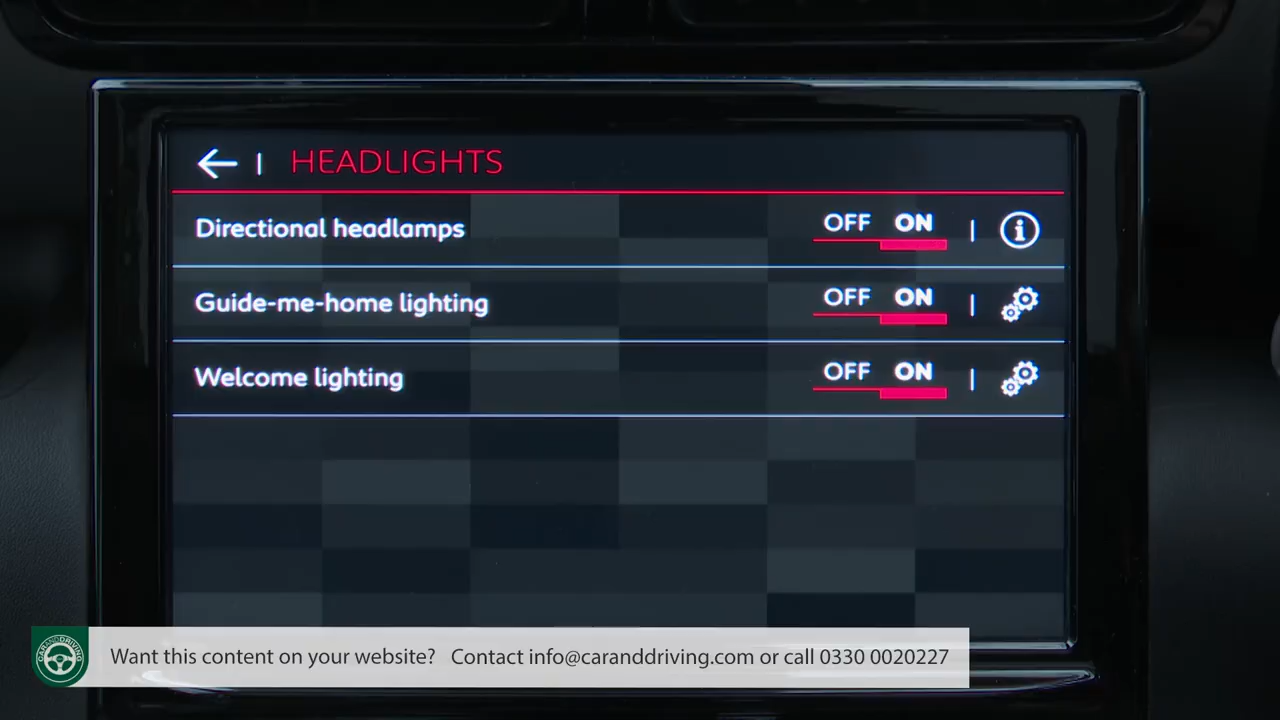 HEADLIGHTS
Directional headlamps OFF ON
Guide-me-home lighting OFF ON
Welcome lighting OFF ON
CARANDDRIVING
Want this content on your website? Contact info@caranddriving.com or call 0330 0020227